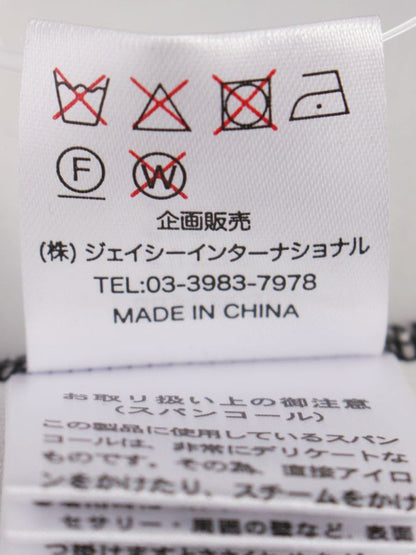 F W
企画販売
(株) ジェイシーインターナショナル
TEL:03-3983-7978
MADE IN CHINA
お取り扱い上の御注意
(スパンコール)
この製品に使用しているスパン
コールは、非常にデリケートな
ものです。その為、直接アイロ
ンをかけたり、スチームをかけ
セサリー・周囲の壁など、表面